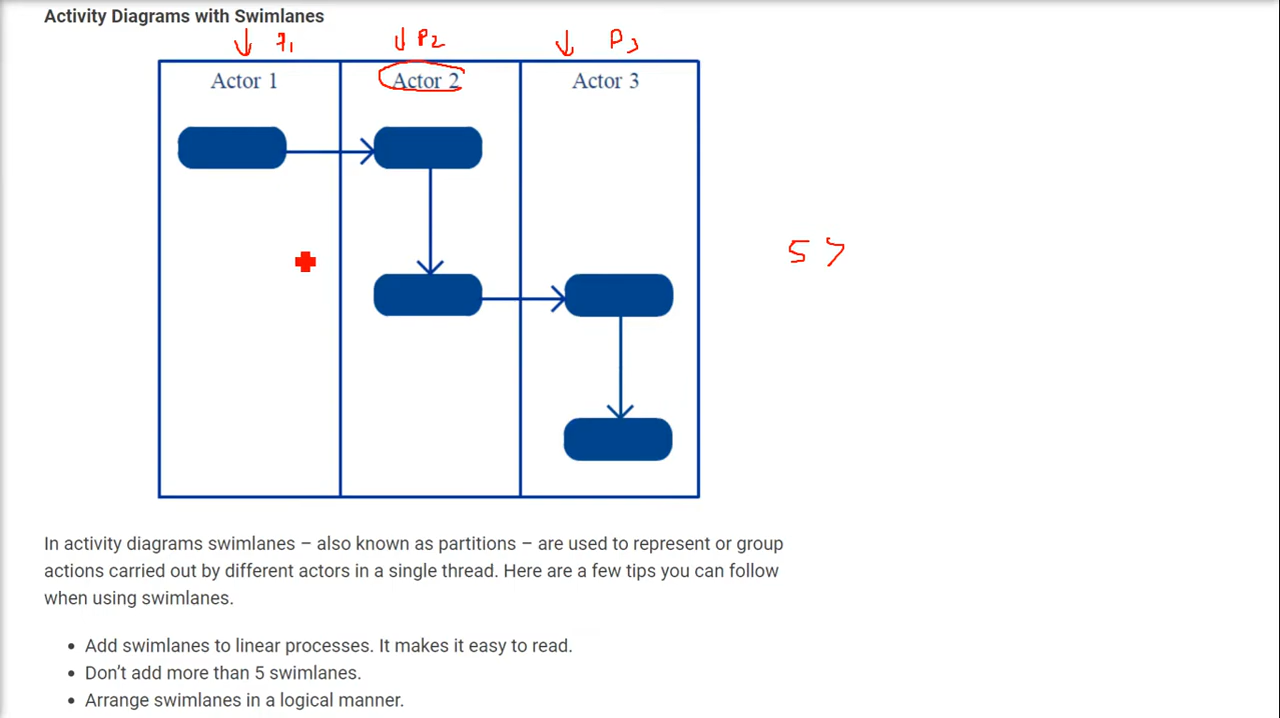 Activity Diagrams with Swimlanes
P2 P3
Actor 1 Actor 2 Actor 3
5 >
In activity diagrams swimlanes – also known as partitions – are used to represent or group
actions carried out by different actors in a single thread. Here are a few tips you can follow
when using swimlanes.
• Add swimlanes to linear processes. It makes it easy to read.
• Don’t add more than 5 swimlanes.
• Arrange swimlanes in a logical manner.